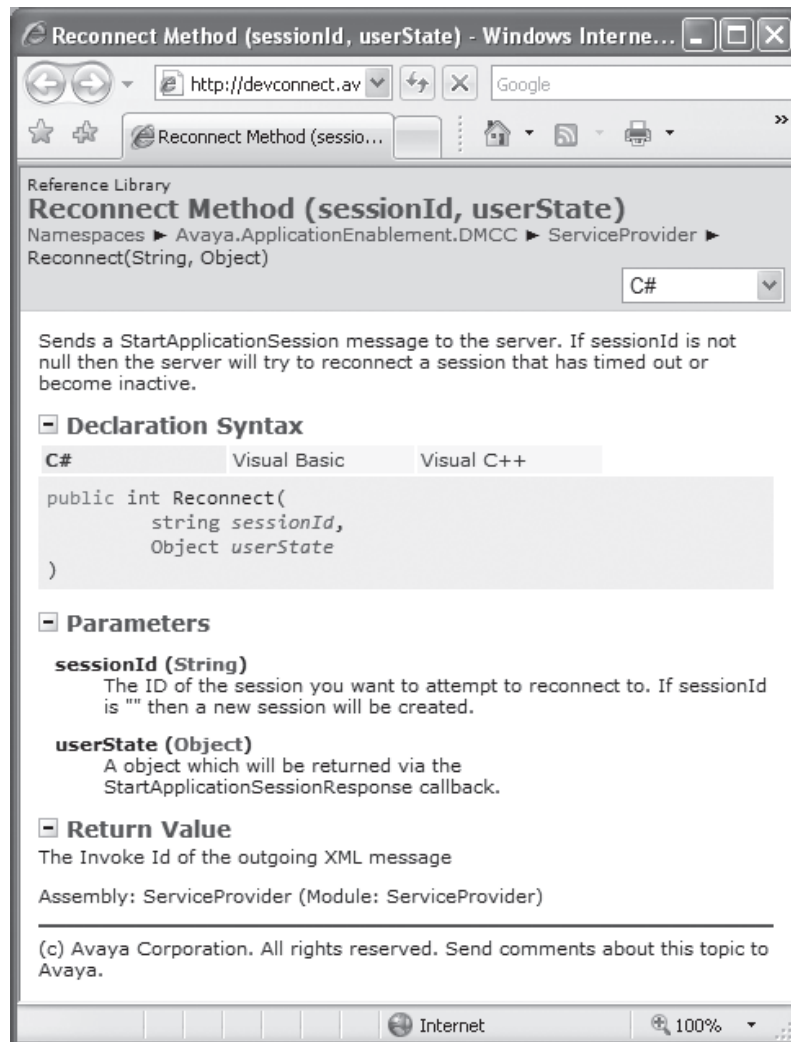 Reconnect Method (sessionId, userState) - Windows Interne...
http://devconnect.av
Google
Reconnect Method (sessio...
»
Reference Library
Reconnect Method (sessionId, userState)
Namespaces ► Avaya.ApplicationEnablement.DMCC ► ServiceProvider ►
Reconnect(String, Object)
C#
Sends a StartApplicationSession message to the server. If sessionId is not
null then the server will try to reconnect a session that has timed out or
become inactive.
Declaration Syntax
C# Visual Basic Visual C++
public int Reconnect(
string sessionId,
Object userState
)
Parameters
sessionId (String)
The ID of the session you want to attempt to reconnect to. If sessionId
is "" then a new session will be created.
userState (Object)
A object which will be returned via the
StartApplicationSessionResponse callback.
Return Value
The Invoke Id of the outgoing XML message
Assembly: ServiceProvider (Module: ServiceProvider)
(c) Avaya Corporation. All rights reserved. Send comments about this topic to
Avaya.
Internet 100%